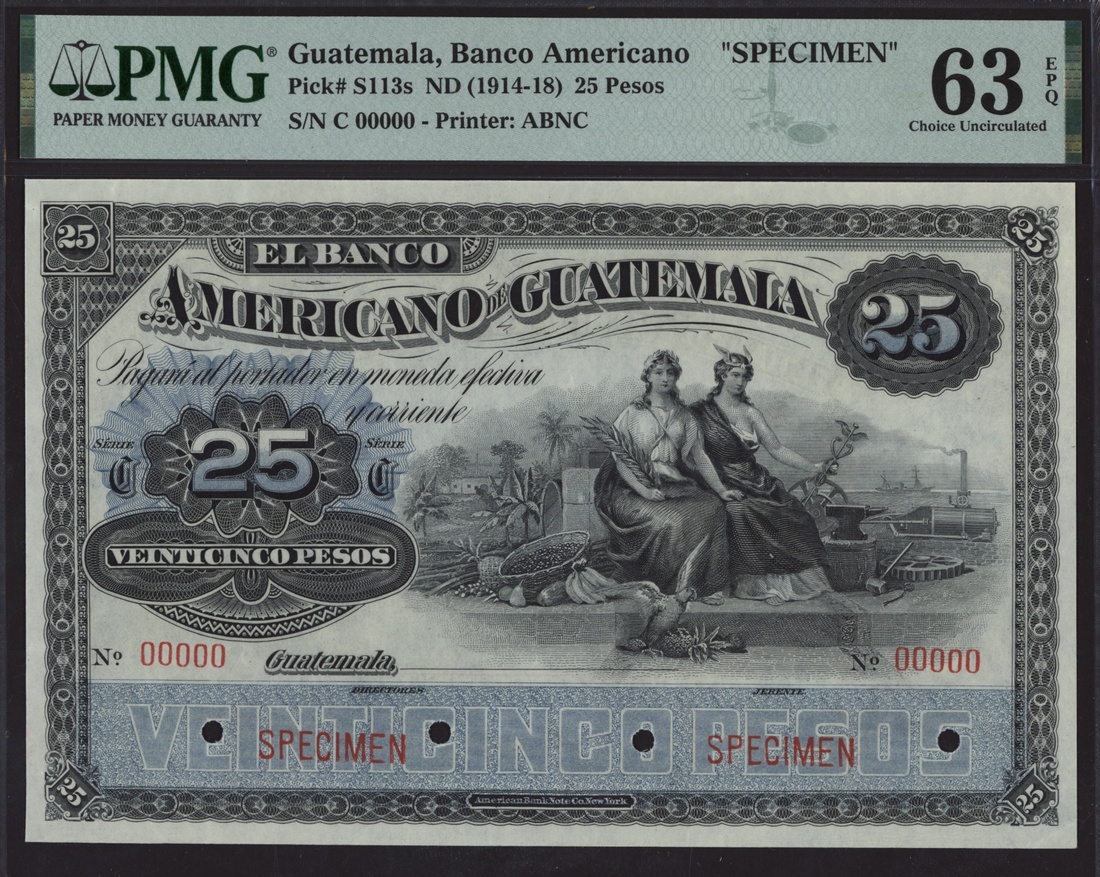 PMG®
PAPER MONEY GUARANTY
Guatemala, Banco Americano "SPECIMEN"
Pick# S113s ND (1914-18) 25 Pesos
S/N C 00000 - Printer: ABNC
63 EPQ
Choice Uncirculated
25
25
EL BANCO
AMERICANO DE GUATEMALA
25
Pagará al portador en moneda efectiva
y corriente
SÉRIE
C
25
SÉRIE
C
VEINTICINCO PESOS
Nº 00000
Guatemala,
Nº 00000
DIRECTORES
JERENTE
VEINTICINCO PESOS
SPECIMEN
SPECIMEN
25
American Bank Note Co. New York
25